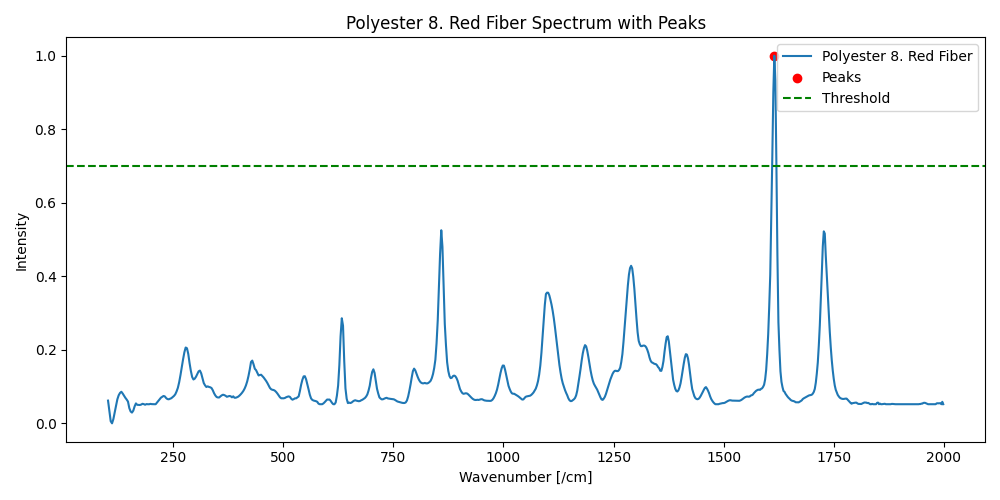 Polyester 8. Red Fiber Spectrum with Peaks
Polyester 8. Red Fiber
Peaks
Threshold
Intensity
1.0
0.8
0.6
0.4
0.2
0.0
250
500
750
1000
1250
1500
1750
2000
Wavenumber [/cm]